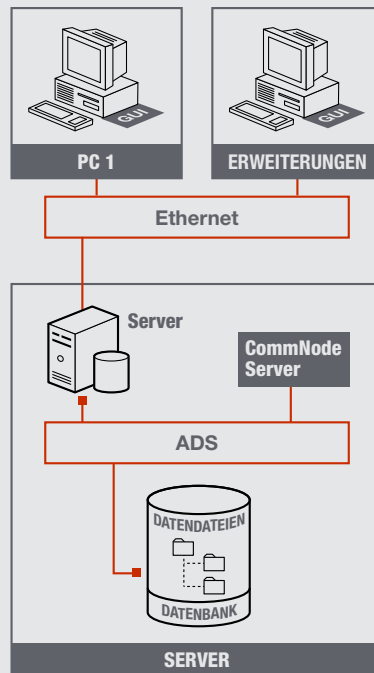 GUI
GUI
PC 1
ERWEITERUNGEN
Ethernet
Server
CommNode
Server
ADS
DATENDATEIEN
DATENBANK
SERVER